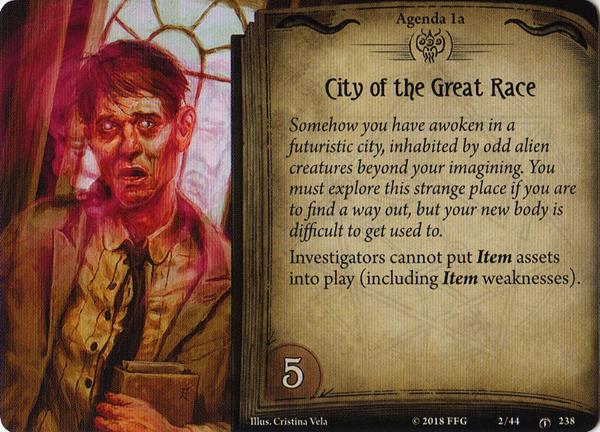 Agenda 1a
City of the Great Race
Somehow you have awoken in a
futuristic city, inhabited by odd alien
creatures beyond your imagining. You
must explore this strange place if you are
to find a way out, but your new body is
difficult to get used to.
Investigators cannot put Item assets
into play (including Item weaknesses).
5
Illus. Cristina Vela © 2018 FFG 2/44 238